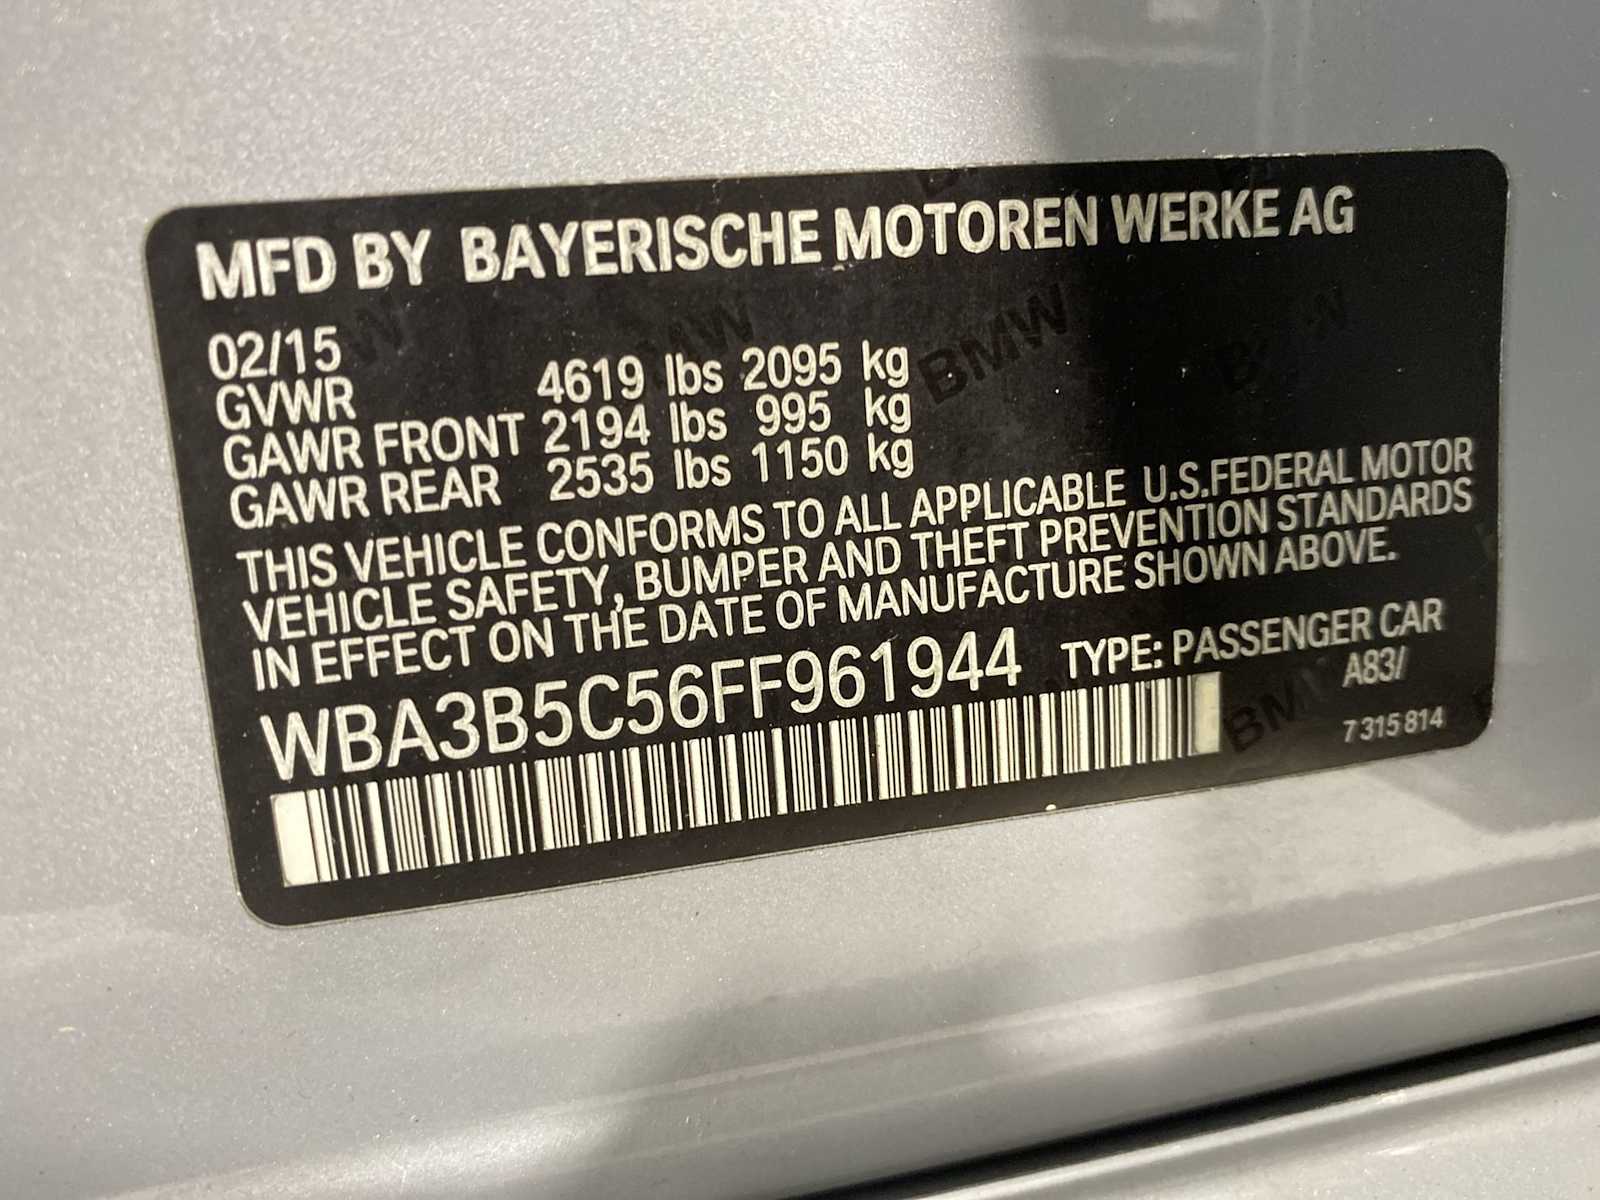 MFD BY BAYERISCHE MOTOREN WERKE AG
02/15
GVWR 4619 lbs 2095 kg
GAWR FRONT 2194 lbs 995 kg
GAWR REAR 2535 lbs 1150 kg
THIS VEHICLE CONFORMS TO ALL APPLICABLE U.S.FEDERAL MOTOR
VEHICLE SAFETY, BUMPER AND THEFT PREVENTION STANDARDS
IN EFFECT ON THE DATE OF MANUFACTURE SHOWN ABOVE.
WBA3B5C56FF961944 TYPE: PASSENGER CAR
A83/
7 315 814
BMW
BMW
BMW